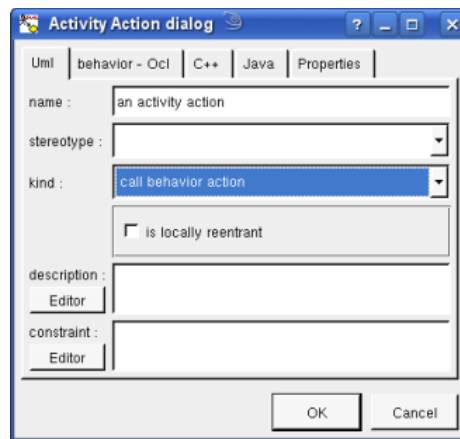 Activity Action dialog
Uml behavior - Ocl C++ Java Properties
name : an activity action
stereotype :
kind : call behavior action
is locally reentrant
description :
Editor
constraint :
Editor
OK Cancel